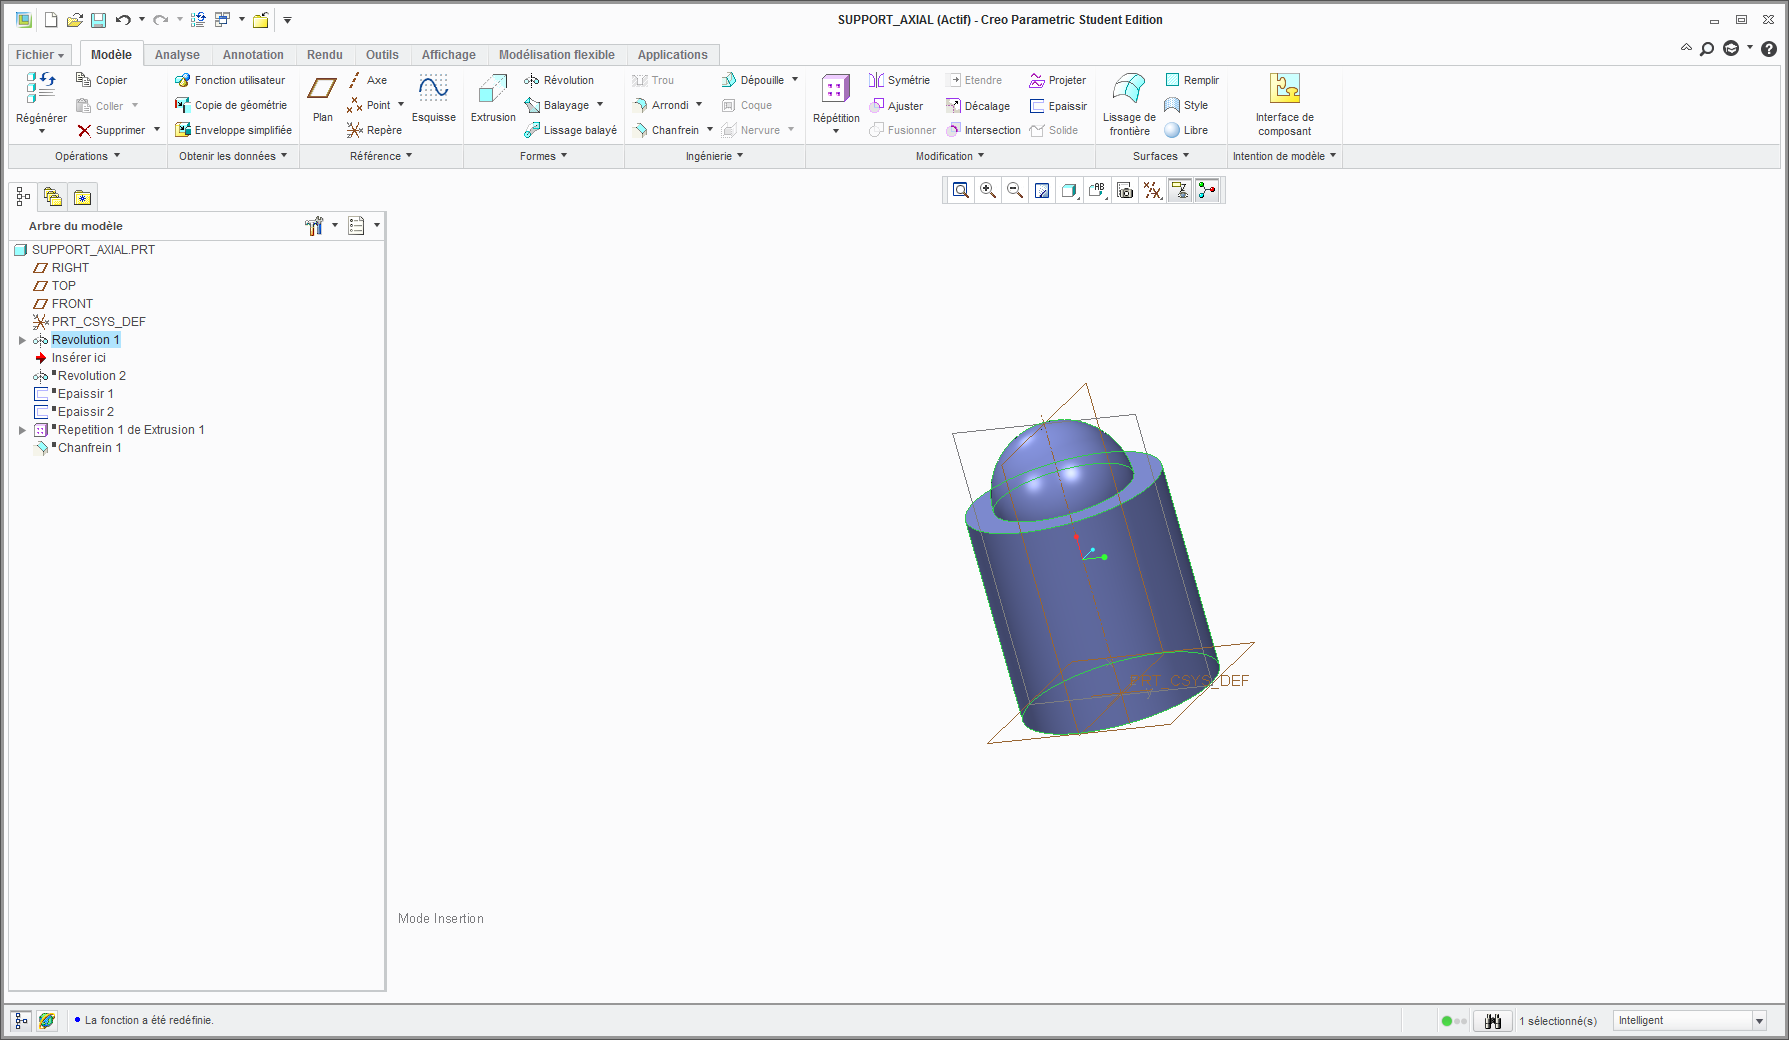 SUPPORT_AXIAL (Actif) - Creo Parametric Student Edition
Fichier Modèle Analyse Annotation Rendu Outils Affichage Modélisation flexible Applications
Régénérer
Copier
Coller
Supprimer
Opérations
Fonction utilisateur
Copie de géométrie
Enveloppe simplifiée
Obtenir les données
Plan
Axe
Point
Repère
Esquisse
Référence
Extrusion
Révolution
Balayage
Lissage balayé
Formes
Trou
Arrondi
Chanfrein
Dépouille
Coque
Nervure
Ingénierie
Répétition
Symétrie
Ajuster
Fusionner
Etendre
Décalage
Intersection
Projeter
Epaissir
Solide
Modification
Lissage de
frontière
Remplir
Style
Libre
Surfaces
Interface de
composant
Intention de modèle
Arbre du modèle
SUPPORT_AXIAL.PRT
RIGHT
TOP
FRONT
PRT_CSYS_DEF
Revolution 1
Insérer ici
Revolution 2
Epaissir 1
Epaissir 2
Repetition 1 de Extrusion 1
Chanfrein 1
PRT_CSYS_DEF
Mode Insertion
La fonction a été redéfinie.
1 sélectionné(s)
Intelligent